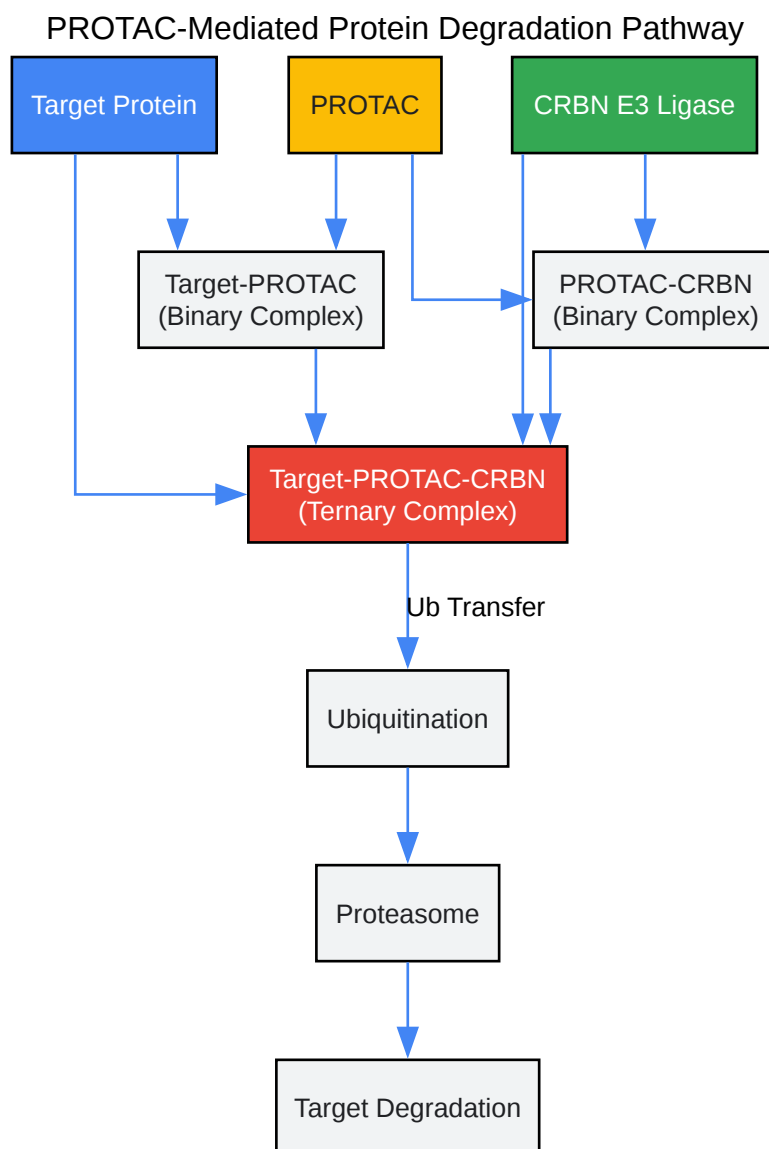 PROTAC-Mediated Protein Degradation Pathway
Target Protein
PROTAC
CRBN E3 Ligase
Target-PROTAC
(Binary Complex)
PROTAC-CRBN
(Binary Complex)
Target-PROTAC-CRBN
(Ternary Complex)
Ub Transfer
Ubiquitination
Proteasome
Target Degradation